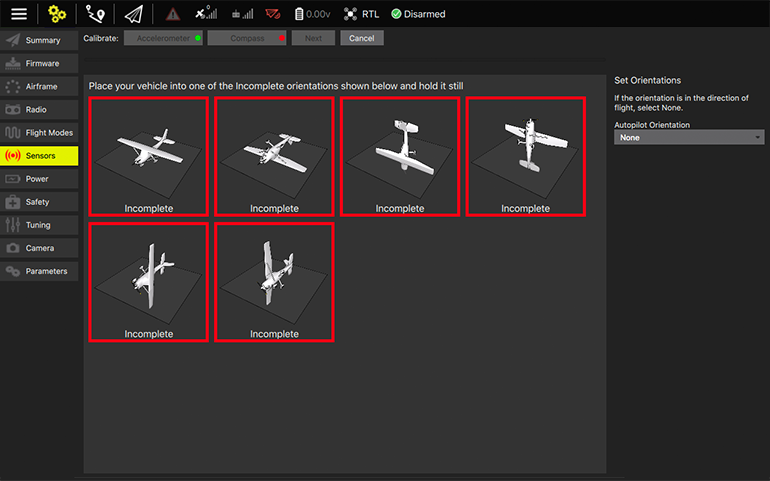 0.00v
RTL
Disarmed
Calibrate:
Accelerometer
Compass
Next
Cancel
Summary
Firmware
Airframe
Radio
Flight Modes
Sensors
Power
Safety
Tuning
Camera
Parameters
Place your vehicle into one of the Incomplete orientations shown below and hold it still
Incomplete
Incomplete
Incomplete
Incomplete
Incomplete
Incomplete
Set Orientations
If the orientation is in the direction of
flight, select None.
Autopilot Orientation
None